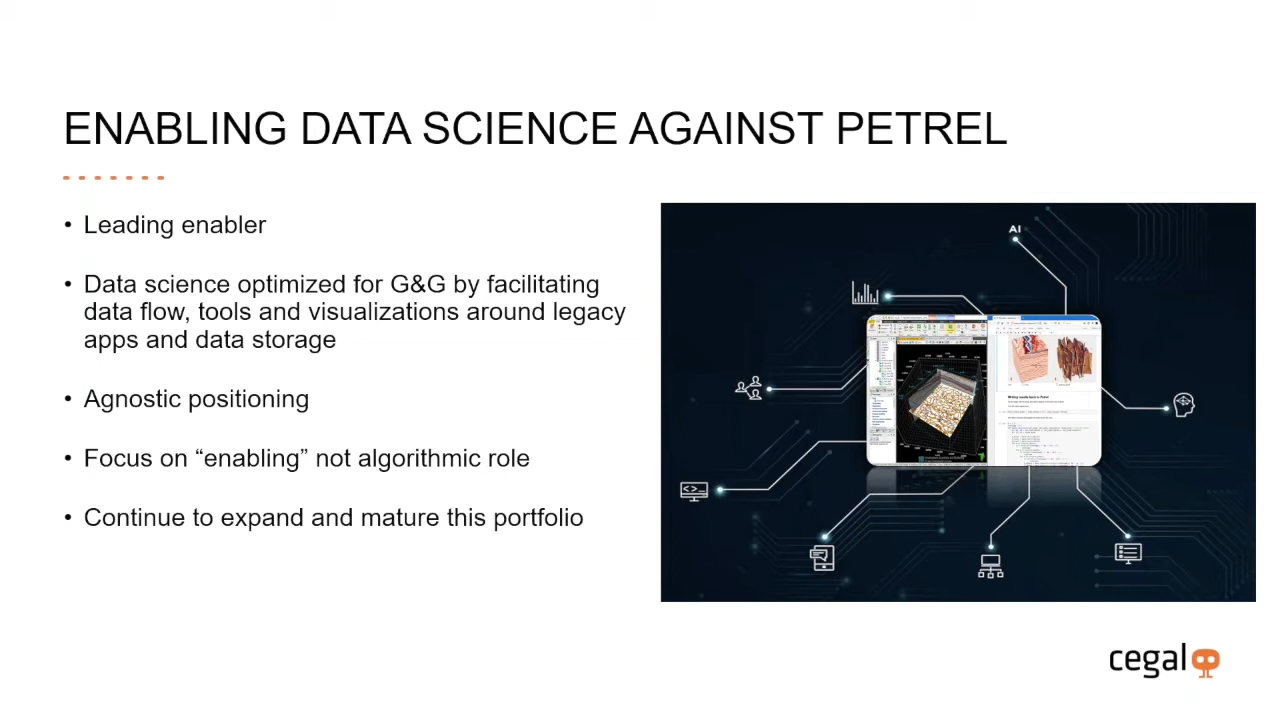 ENABLING DATA SCIENCE AGAINST PETREL
• Leading enabler
• Data science optimized for G&G by facilitating
data flow, tools and visualizations around legacy
apps and data storage
• Agnostic positioning
• Focus on “enabling” not algorithmic role
• Continue to expand and mature this portfolio
AI
cegal